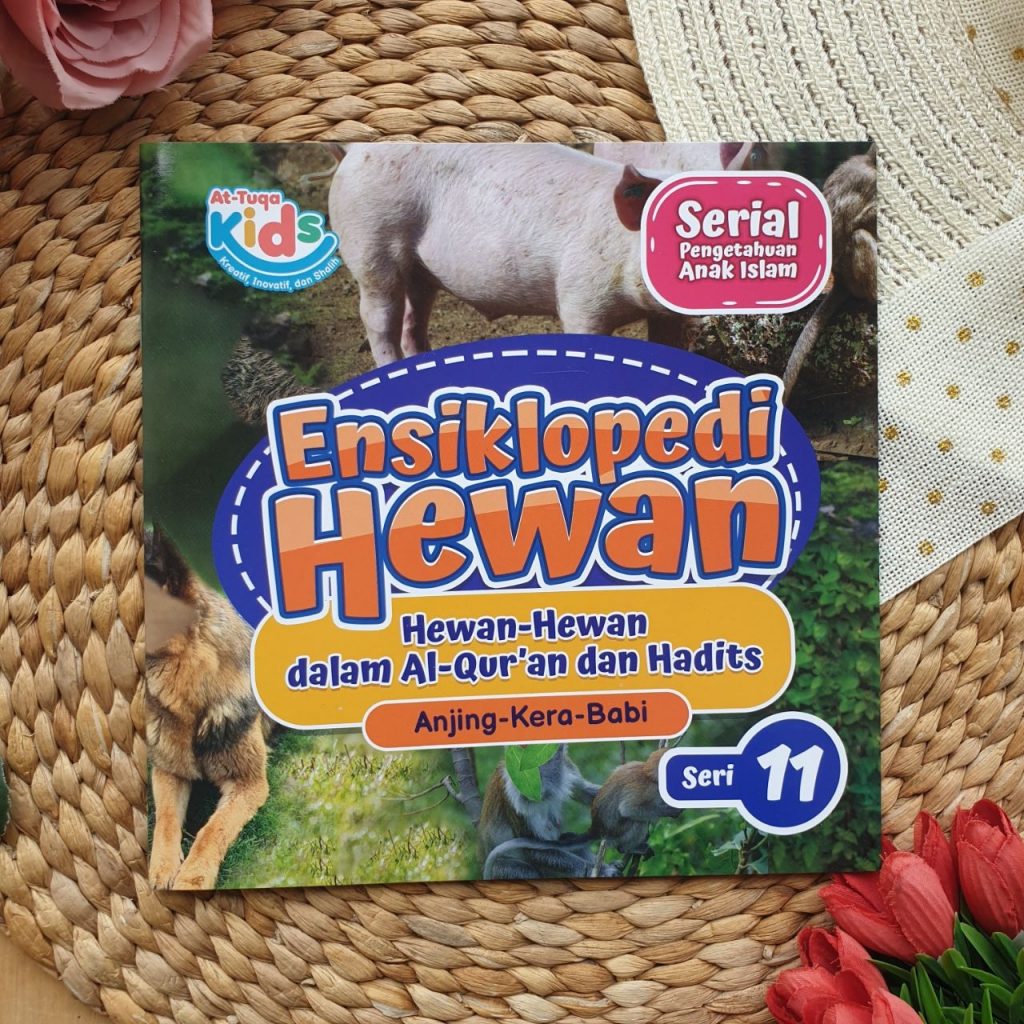 At-Tuqa
Kids
Kreatif, Inovatif, dan Shalih
Serial
Pengetahuan
Anak Islam
Ensiklopedi
Hewan
Hewan-Hewan
dalam Al-Qur'an dan Hadits
Anjing-Kera-Babi
Seri 11